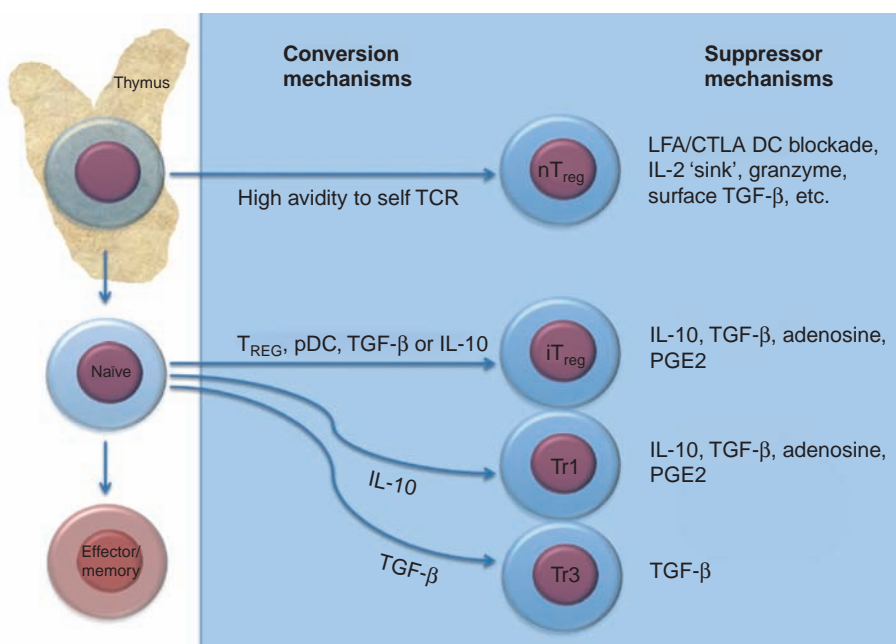 Conversion
mechanisms
Suppressor
mechanisms
Thymus
High avidity to self TCR
nTreg
LFA/CTLA DC blockade,
IL-2 ‘sink’, granzyme,
surface TGF-β, etc.
Naïve
TREG, pDC, TGF-β or IL-10
iTreg
IL-10, TGF-β, adenosine,
PGE2
IL-10
Tr1
IL-10, TGF-β, adenosine,
PGE2
Effector/
memory
TGF-β
Tr3
TGF-β